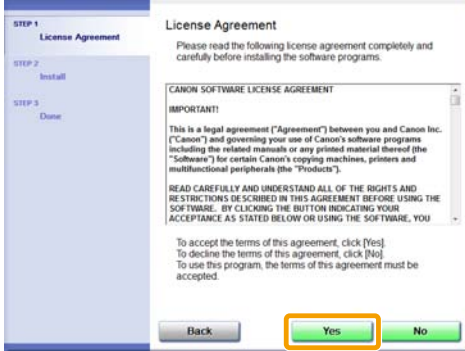 STEP 1
License Agreement
STEP 2
Install
STEP 3
Done
License Agreement
Please read the following license agreement completely and
carefully before installing the software programs.
CANON SOFTWARE LICENSE AGREEMENT
IMPORTANT!
This is a legal agreement ("Agreement") between you and Canon Inc.
("Canon") and governing your use of Canon's software programs
including the related manuals or any printed material thereof (the
"Software") for certain Canon's copying machines, printers and
multifunctional peripherals (the "Products").
READ CAREFULLY AND UNDERSTAND ALL OF THE RIGHTS AND
RESTRICTIONS DESCRIBED IN THIS AGREEMENT BEFORE USING THE
SOFTWARE. BY CLICKING THE BUTTON INDICATING YOUR
ACCEPTANCE AS STATED BELOW OR USING THE SOFTWARE, YOU
To accept the terms of this agreement, click [Yes].
To decline the terms of this agreement, click [No].
To use this program, the terms of this agreement must be
accepted.
Back
Yes
No